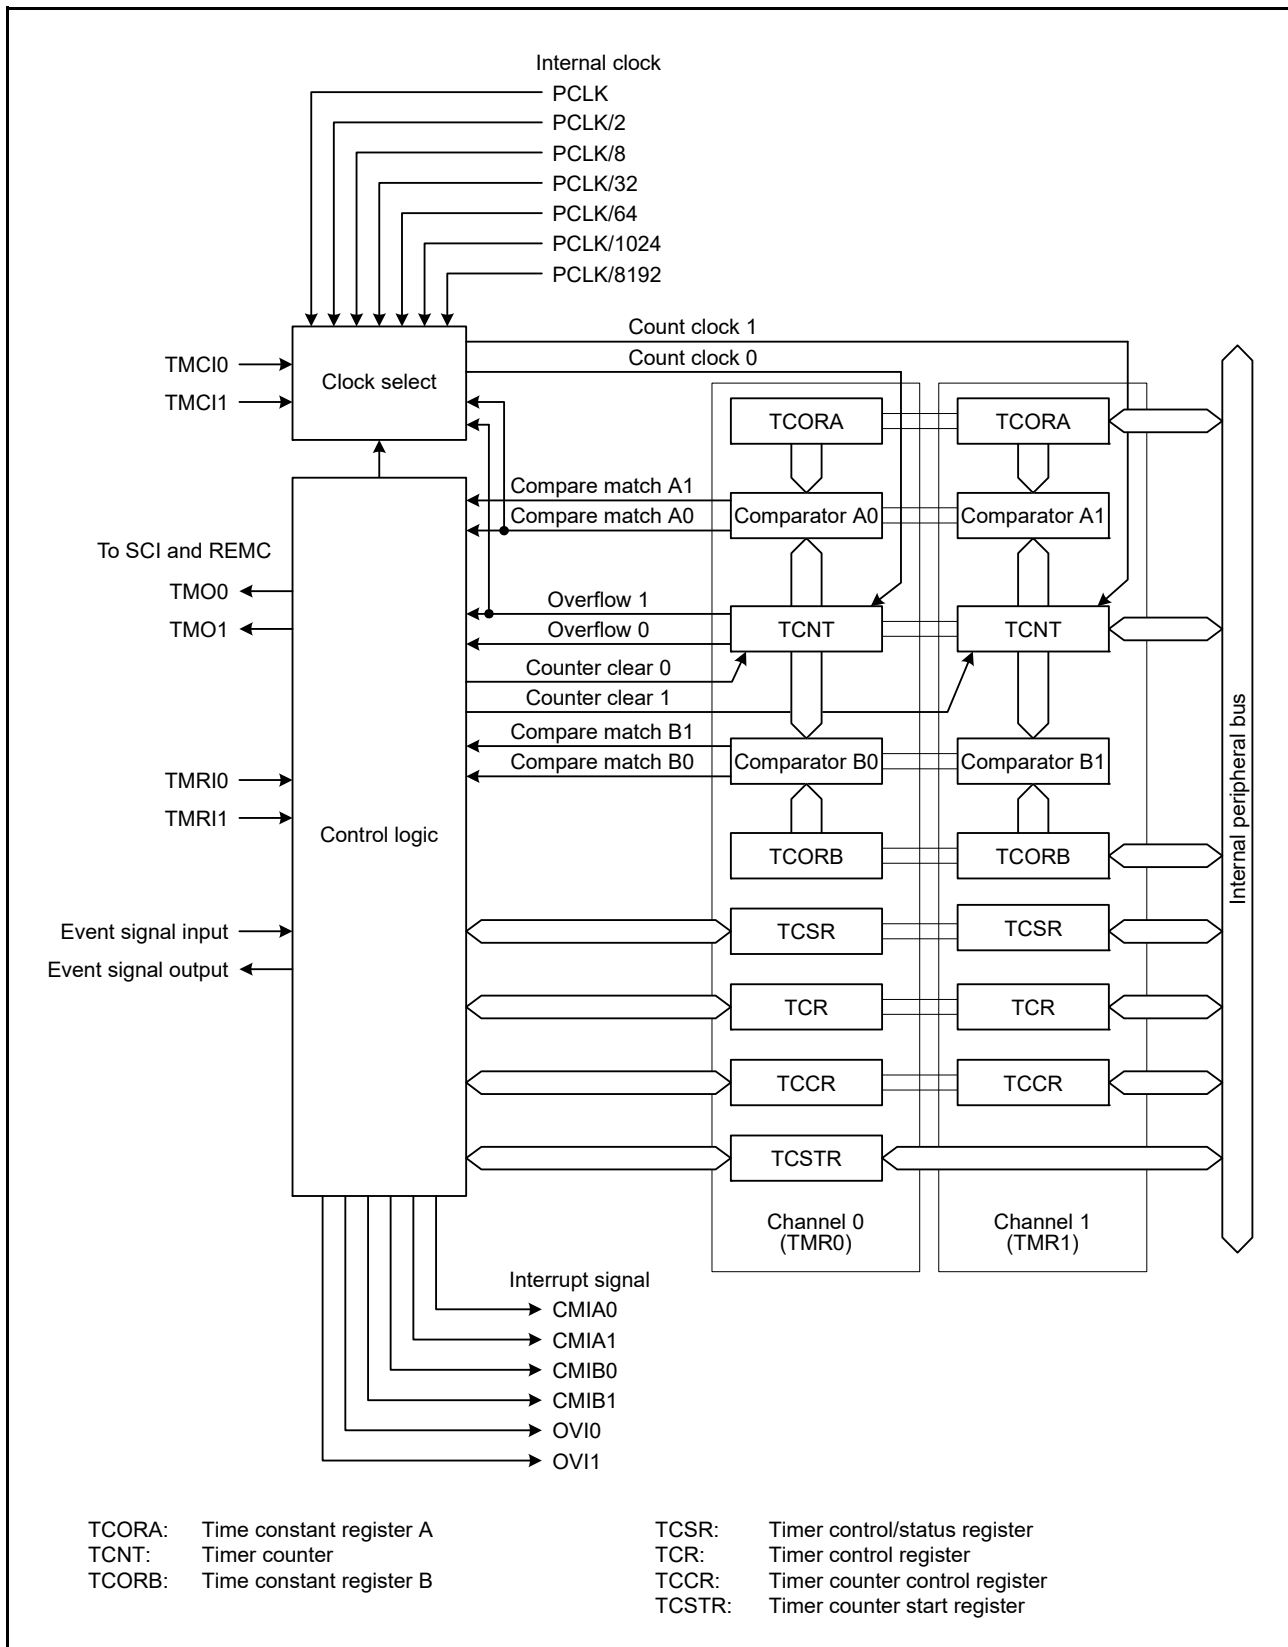 Internal clock
PCLK
PCLK/2
PCLK/8
PCLK/32
PCLK/64
PCLK/1024
PCLK/8192
Count clock 1
Count clock 0
TMCI0
TMCI1
Clock select
TCORA
TCORA
Compare match A1
Compare match A0
Comparator A0
Comparator A1
To SCI and REMC
TMO0
TMO1
Overflow 1
Overflow 0
TCNT
TCNT
Counter clear 0
Counter clear 1
Compare match B1
Compare match B0
Comparator B0
Comparator B1
TMRI0
TMRI1
Control logic
TCORB
TCORB
Internal peripheral bus
Event signal input
Event signal output
TCSR
TCSR
TCR
TCR
TCCR
TCCR
TCSTR
Channel 0
(TMR0)
Channel 1
(TMR1)
Interrupt signal
CMIA0
CMIA1
CMIB0
CMIB1
OVI0
OVI1
TCORA: Time constant register A
TCNT: Timer counter
TCORB: Time constant register B
TCSR: Timer control/status register
TCR: Timer control register
TCCR: Timer counter control register
TCSTR: Timer counter start register